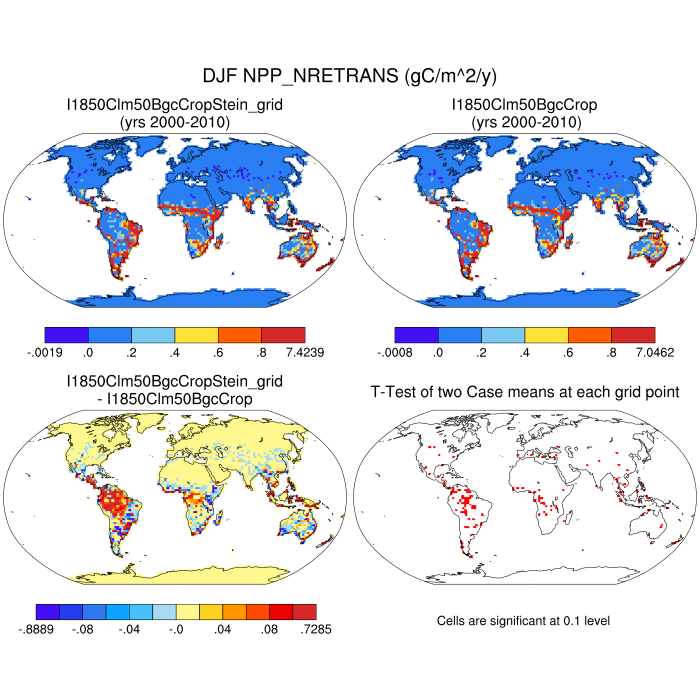 DJF NPP_NRETRANS (gC/m^2/y)
I1850Clm50BgcCropStein_grid
(yrs 2000-2010)
I1850Clm50BgcCrop
(yrs 2000-2010)
-.0019 .0 .2 .4 .6 .8 7.4239
-.0008 .0 .2 .4 .6 .8 7.0462
I1850Clm50BgcCropStein_grid
- I1850Clm50BgcCrop
T-Test of two Case means at each grid point
-.8889 -.08 -.04 -.0 .04 .08 .7285
Cells are significant at 0.1 level